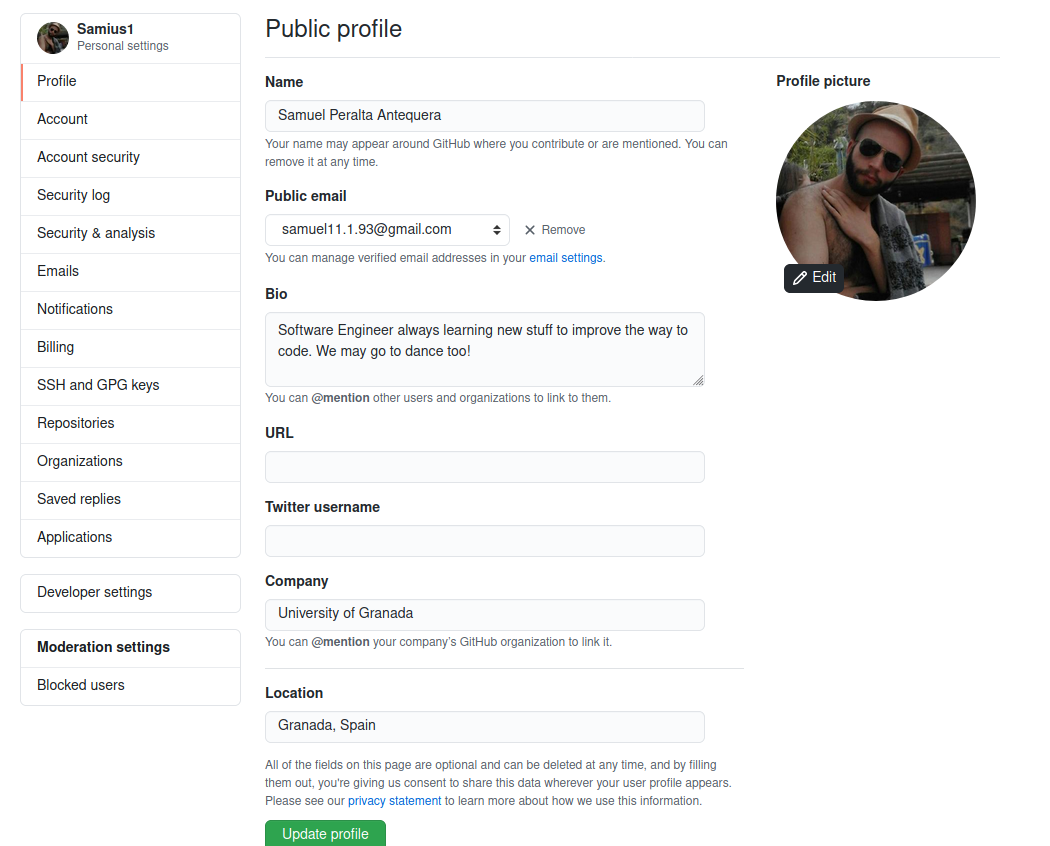 Samius1
Personal settings
Profile
Account
Account security
Security log
Security & analysis
Emails
Notifications
Billing
SSH and GPG keys
Repositories
Organizations
Saved replies
Applications
Developer settings
Moderation settings
Blocked users
Public profile
Name
Samuel Peralta Antequera
Your name may appear around GitHub where you contribute or are mentioned. You can
remove it at any time.
Public email
samuel11.1.93@gmail.com
Remove
You can manage verified email addresses in your email settings.
Bio
Software Engineer always learning new stuff to improve the way to
code. We may go to dance too!
You can @mention other users and organizations to link to them.
URL
Twitter username
Company
University of Granada
You can @mention your company's GitHub organization to link it.
Location
Granada, Spain
All of the fields on this page are optional and can be deleted at any time, and by filling
them out, you're giving us consent to share this data wherever your user profile appears.
Please see our privacy statement to learn more about how we use this information.
Update profile
Profile picture
Edit